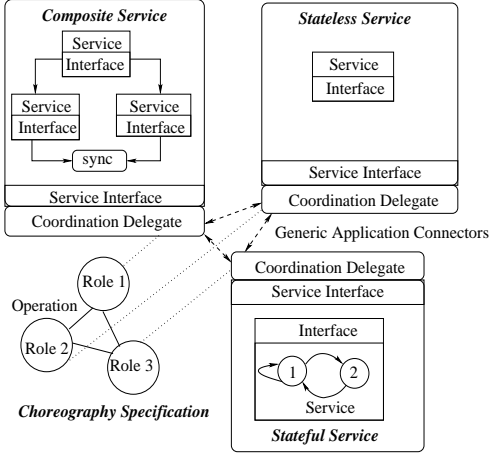 Composite Service
Service
Interface
Service
Interface
Service
Interface
sync
Service Interface
Coordination Delegate
Stateless Service
Service
Interface
Service Interface
Coordination Delegate
Generic Application Connectors
Coordination Delegate
Service Interface
Interface
1
2
Service
Stateful Service
Role 1
Operation
Role 2
Role 3
Choreography Specification